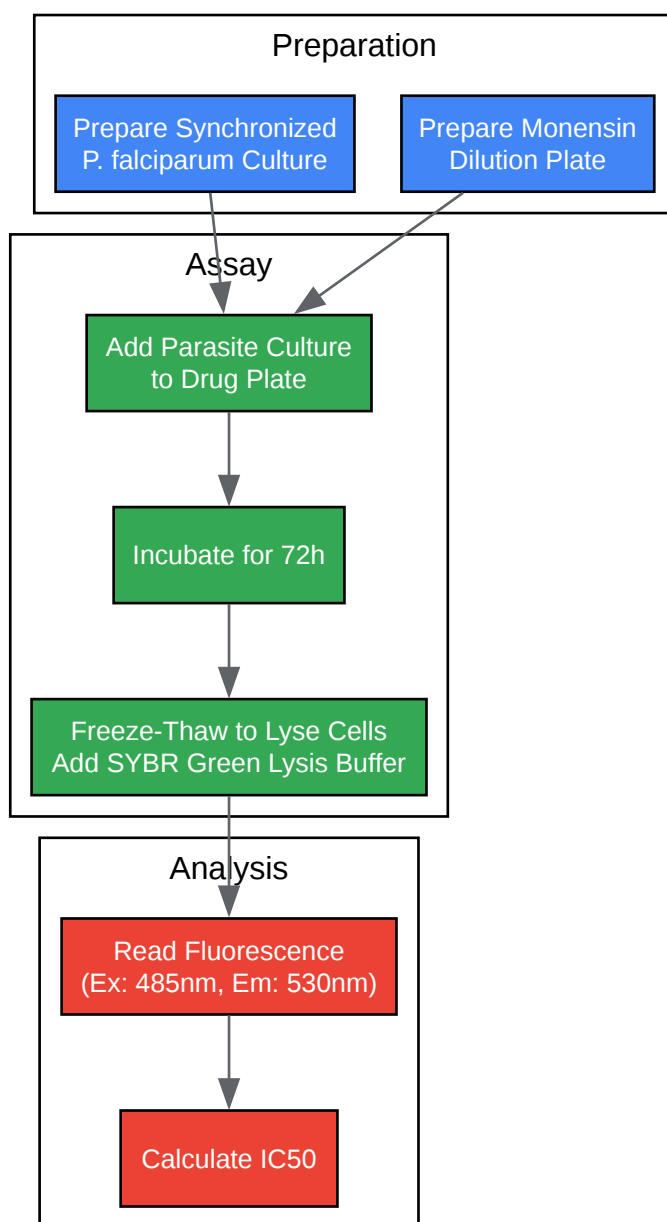 Preparation
Prepare Synchronized
P. falciparum Culture
Prepare Monensin
Dilution Plate
Assay
Add Parasite Culture
to Drug Plate
Incubate for 72h
Freeze-Thaw to Lyse Cells
Add SYBR Green Lysis Buffer
Analysis
Read Fluorescence
(Ex: 485nm, Em: 530nm)
Calculate IC50